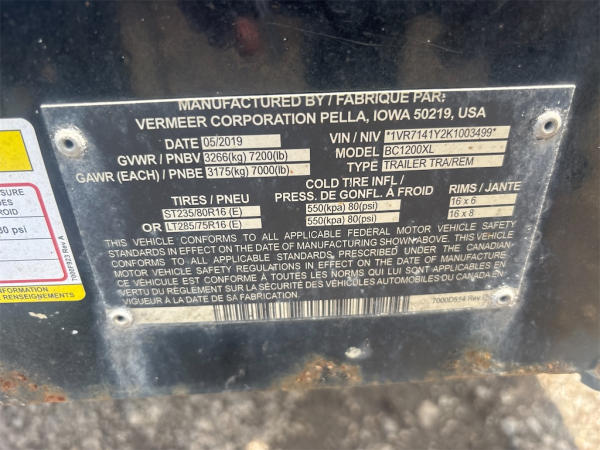 MANUFACTURED BY / FABRIQUE PAR:
VERMEER CORPORATION PELLA, IOWA 50219, USA
DATE 05/2019 VIN / NIV *1VR7141Y2K1003499*
GVWR / PNBV 3266(kg) 7200(lb) MODEL BC1200XL
GAWR (EACH) / PNBE 3175(kg) 7000(lb) TYPE TRAILER TRA/REM
TIRES / PNEU COLD TIRE INFL / PRESS. DE GONFL. À FROID RIMS / JANTE
ST235/80R16 (E) 550(kpa) 80(psi) 16 x 6
OR LT285/75R16 (E) 550(kpa) 80(psi) 16 x 8
THIS VEHICLE CONFORMS TO ALL APPLICABLE FEDERAL MOTOR VEHICLE SAFETY
STANDARDS IN EFFECT ON THE DATE OF MANUFACTURING SHOWN ABOVE. THIS VEHICLE
CONFORMS TO ALL APPLICABLE STANDARDS PRESCRIBED UNDER THE CANADIAN
MOTOR VEHICLE SAFETY REGULATIONS IN EFFECT ON THE DATE OF MANUFACTURE.
CE VÉHICULE EST CONFORME À TOUTES LES NORMES QUI LUI SONT APPLICABLES EN
VERTU DU RÈGLEMENT SUR LA SÉCURITÉ DES VÉHICULES AUTOMOBILES DU CANADA EN
VIGUEUR À LA DATE DE SA FABRICATION.
7000D554 Rev
SSURE
GES
ROID
80 psi
Rev A
N
RENSEIGNEMENTS